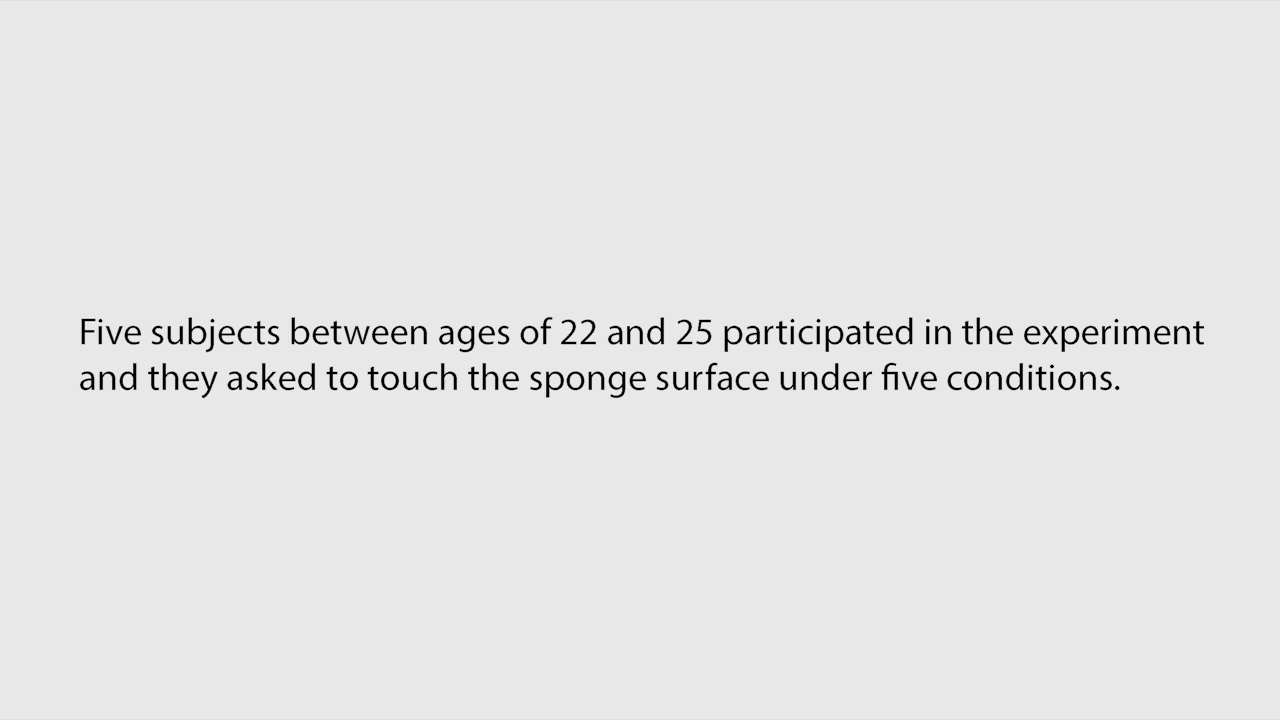 Five subjects between ages of 22 and 25 participated in the experiment
and they asked to touch the sponge surface under five conditions.